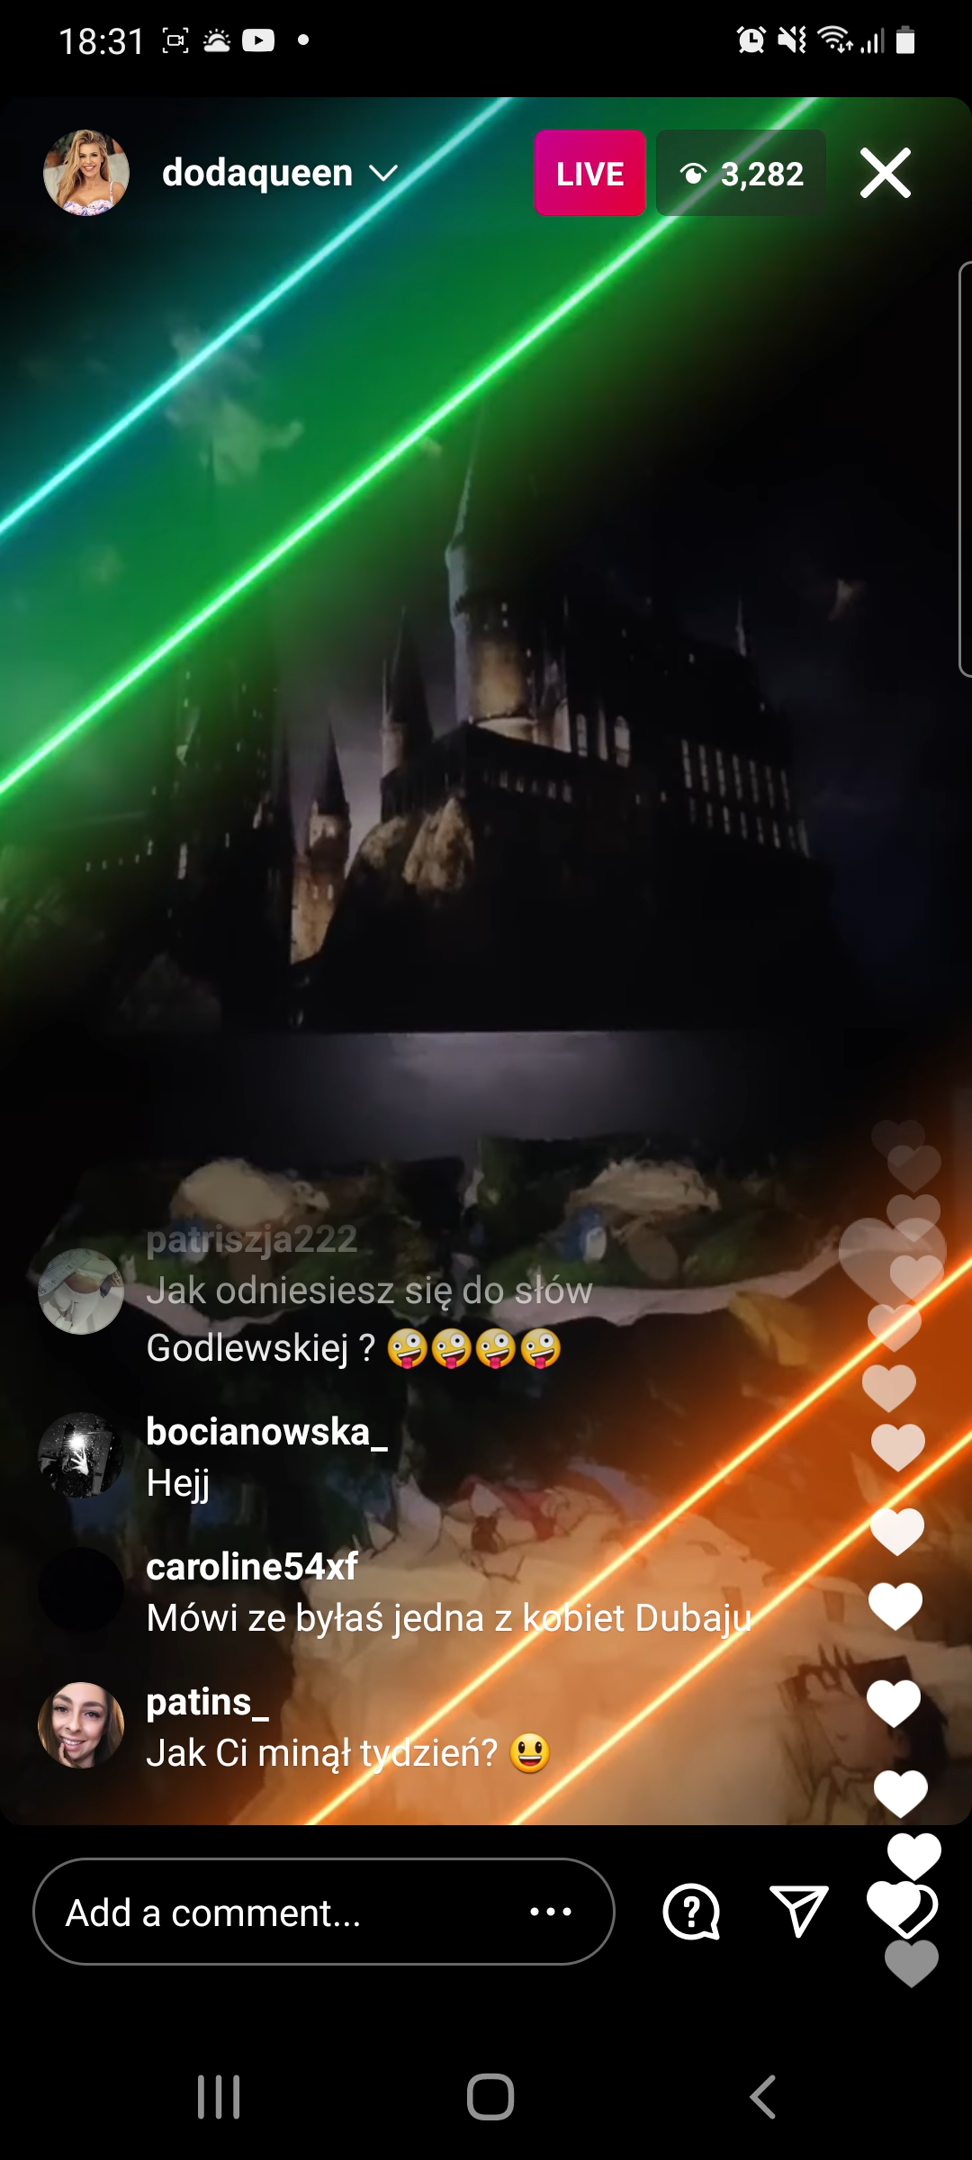 18:31
dodaqueen
LIVE
3,282
patriszja222
Jak odniesiesz się do słów
Godlewskiej ? 🤪🤪🤪🤪
bocianowska_
Hejj
caroline54xf
Mówi ze byłaś jedna z kobiet Dubaju
patins_
Jak Ci minął tydzień? 😃
Add a comment...